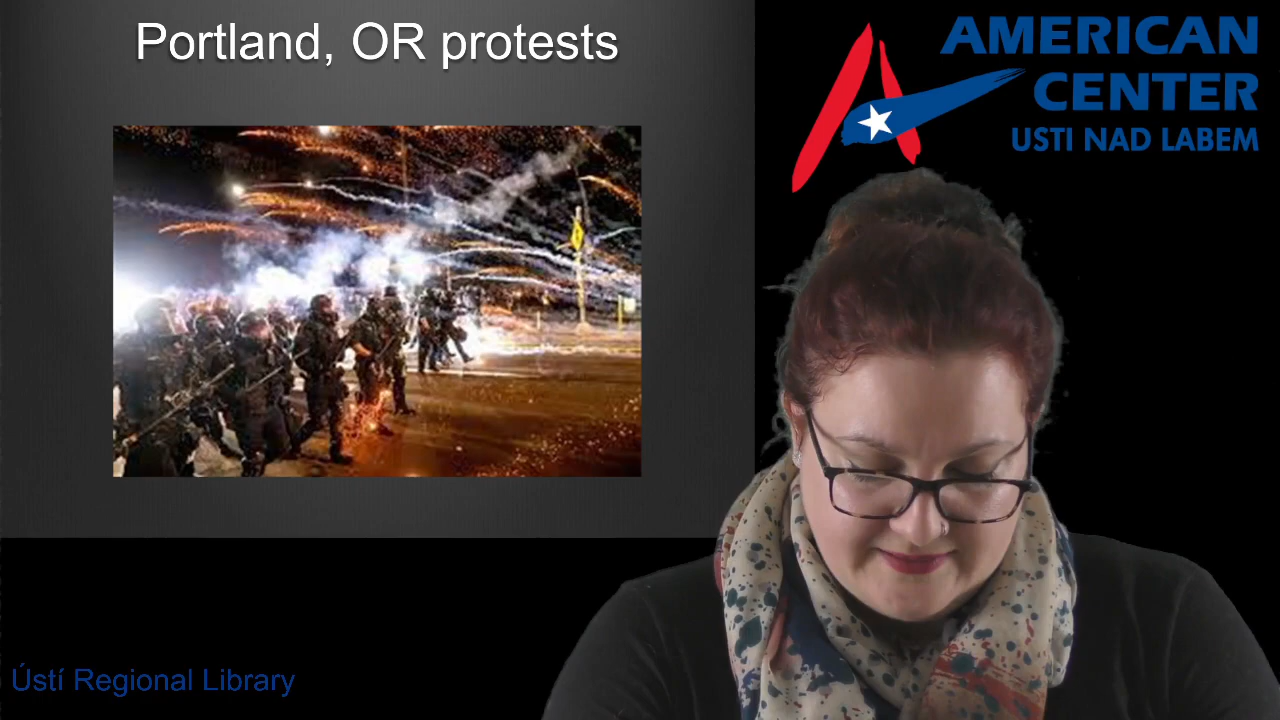 Portland, OR protests
AMERICAN
CENTER
USTI NAD LABEM
Ústí Regional Library